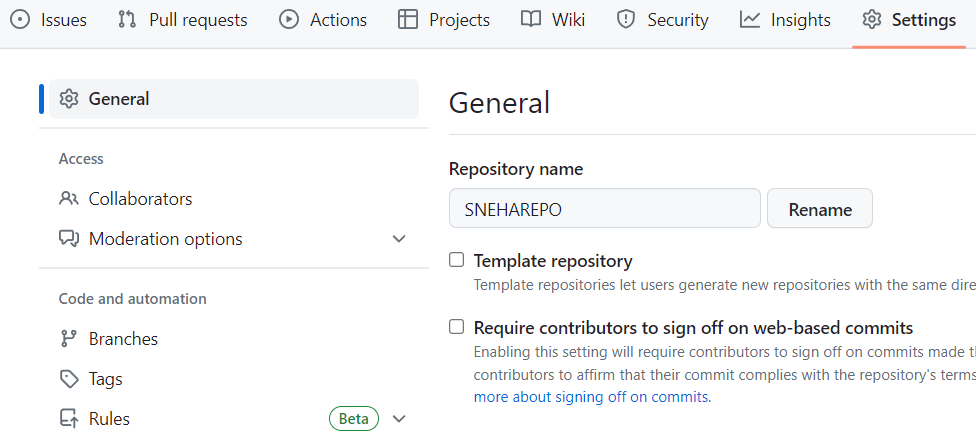 Issues Pull requests Actions Projects Wiki Security Insights Settings
General
Access
Collaborators
Moderation options
Code and automation
Branches
Tags
Rules Beta
General
Repository name
SNEHAREPO Rename
Template repository
Template repositories let users generate new repositories with the same dire
Require contributors to sign off on web-based commits
Enabling this setting will require contributors to sign off on commits made th
contributors to affirm that their commit complies with the repository's terms
more about signing off on commits.